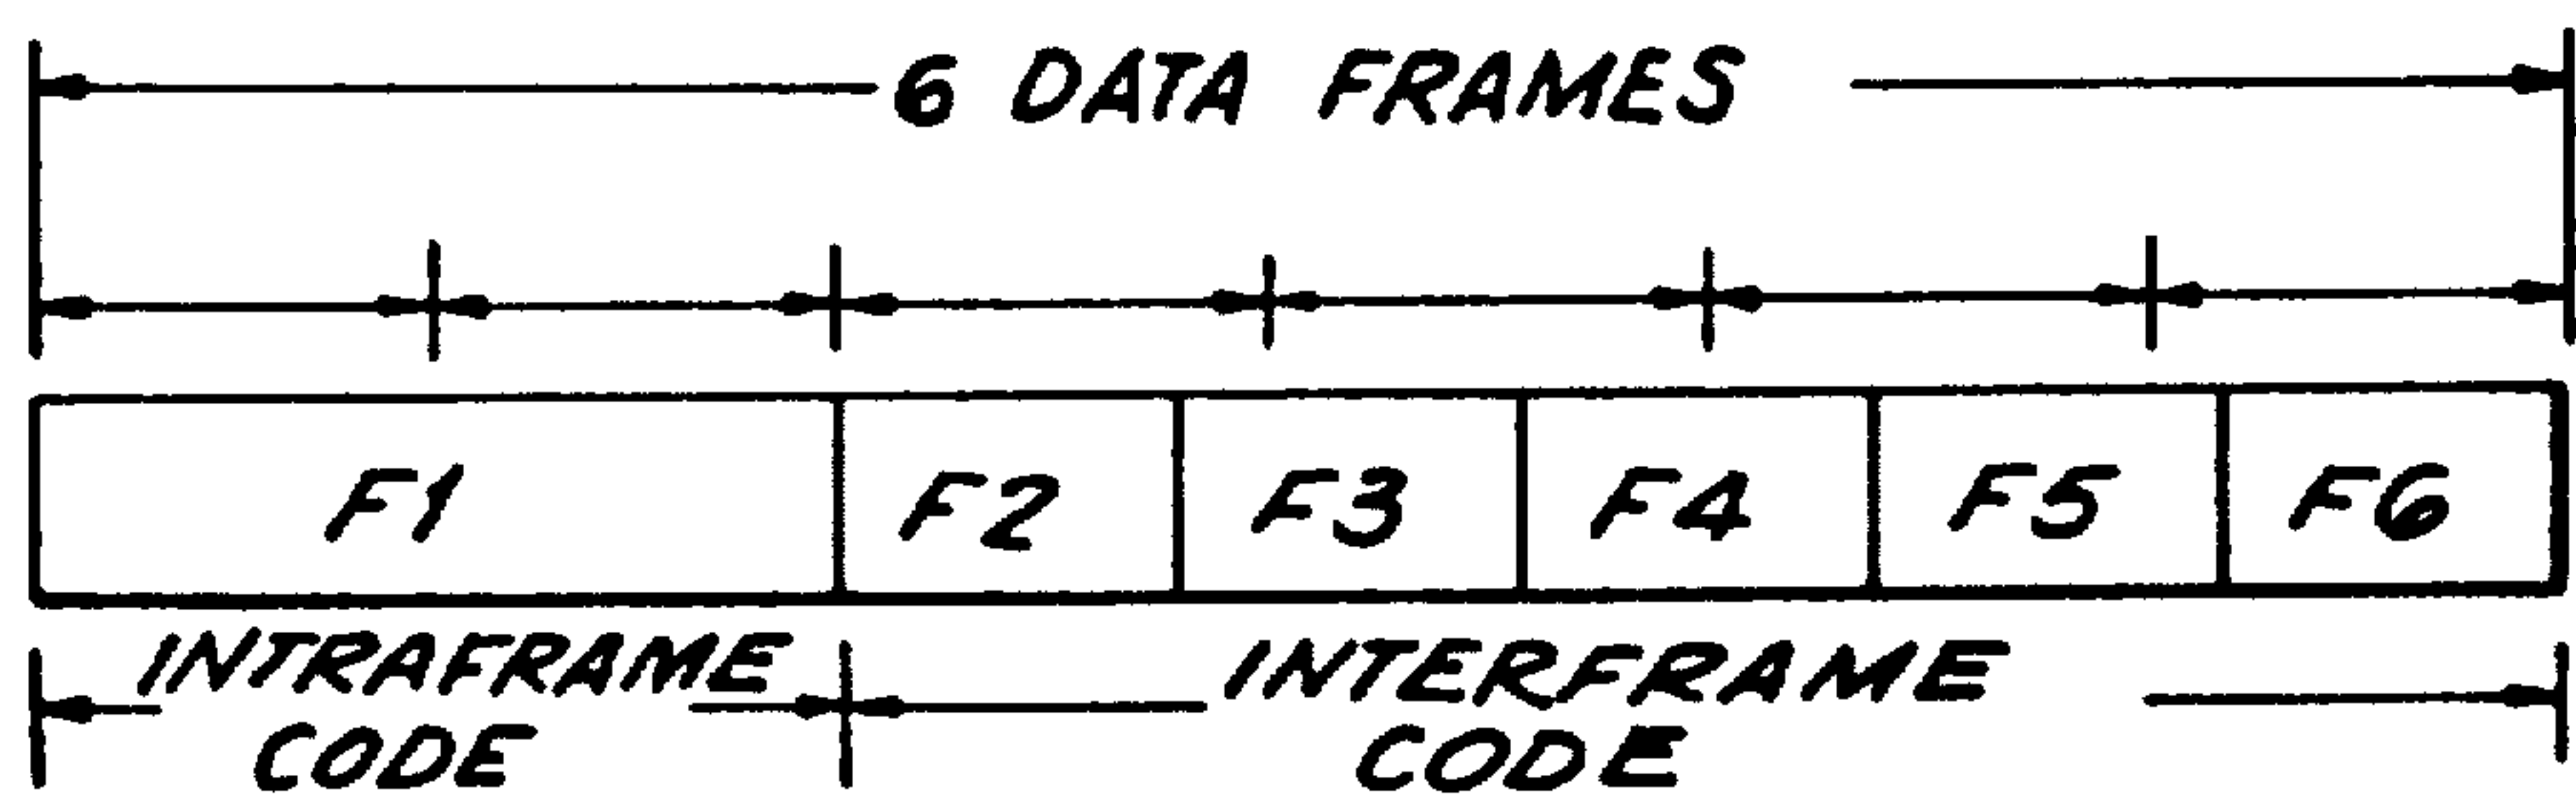 6 DATA FRAMES
F1 F2 F3 F4 F5 F6
INTRAFRAME INTERFRAME
CODE CODE